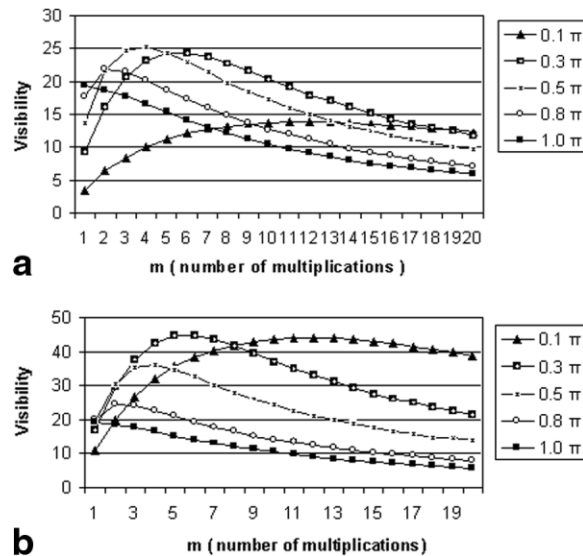 a
Visibility
30
25
20
15
10
5
0
1 2 3 4 5 6 7 8 9 10 11 12 13 14 15 16 17 18 19 20
m ( number of multiplications )
0.1 π
0.3 π
0.5 π
0.8 π
1.0 π
b
Visibility
50
40
30
20
10
0
1 3 5 7 9 11 13 15 17 19
m ( number of multiplications)
0.1 π
0.3 π
0.5 π
0.8 π
1.0 π